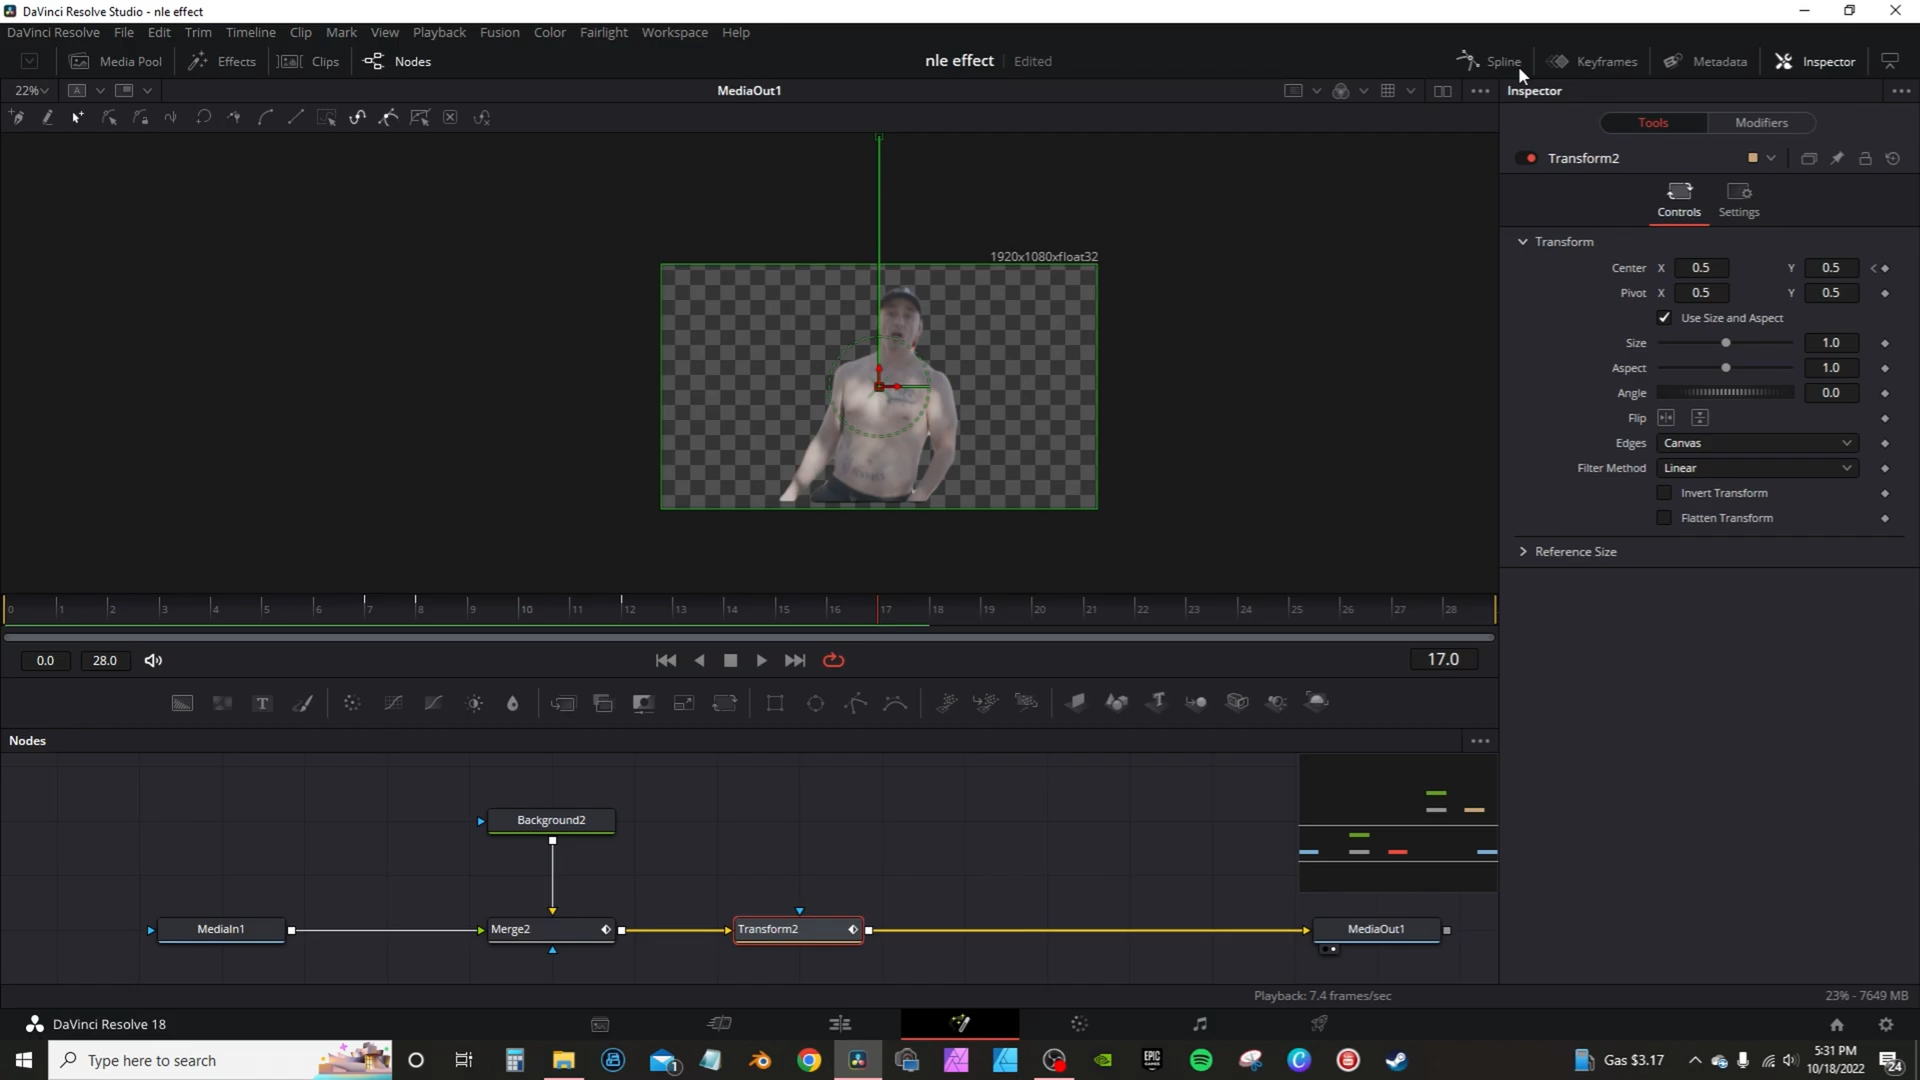 DaVinci Resolve Studio - nle effect
DaVinci Resolve File Edit Trim Timeline Clip Mark View Playback Fusion Color Fairlight Workspace Help
Media Pool Effects Clips Nodes nle effect Edited Spline Keyframes Metadata Inspector
22% A MediaOut1 Inspector
Tools Modifiers
Transform2
Controls Settings
Transform
1920x1080xfloat32
Center X 0.5 Y 0.5
Pivot X 0.5 Y 0.5
Use Size and Aspect
Size 1.0
Aspect 1.0
Angle 0.0
Flip
Edges Canvas
Filter Method Linear
Invert Transform
Flatten Transform
Reference Size
0 1 2 3 4 5 6 7 8 9 10 11 12 13 14 15 16 17 18 19 20 21 22 23 24 25 26 27 28
0.0 28.0 17.0
T
Nodes
Background2
MediaIn1 Merge2 Transform2 MediaOut1
Playback: 7.4 frames/sec 23% - 7649 MB
DaVinci Resolve 18
Type here to search
1
EPIC GAMES
Gas $3.17
5:31 PM
10/18/2022
24